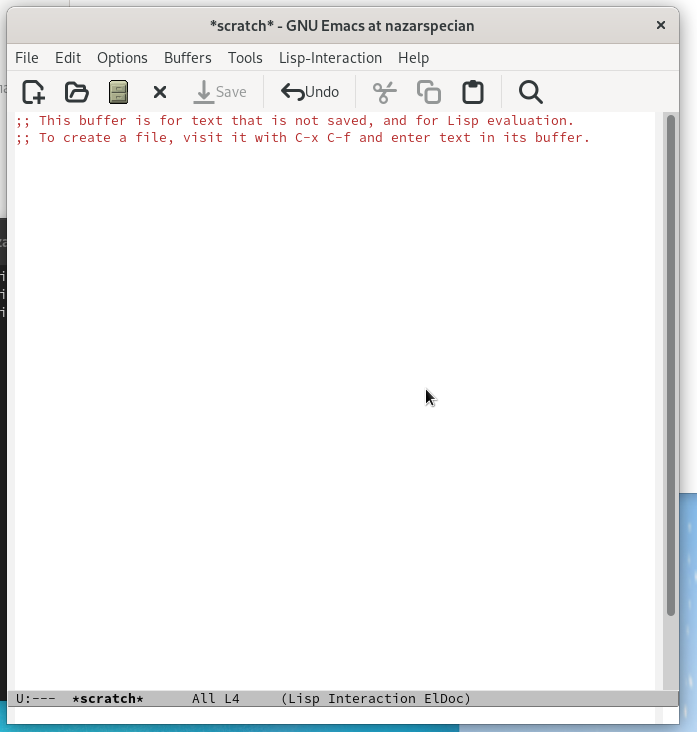 *scratch* - GNU Emacs at nazarspecian
File Edit Options Buffers Tools Lisp-Interaction Help
Save Undo
;; This buffer is for text that is not saved, and for Lisp evaluation.
;; To create a file, visit it with C-x C-f and enter text in its buffer.
U:--- *scratch* All L4 (Lisp Interaction ElDoc)